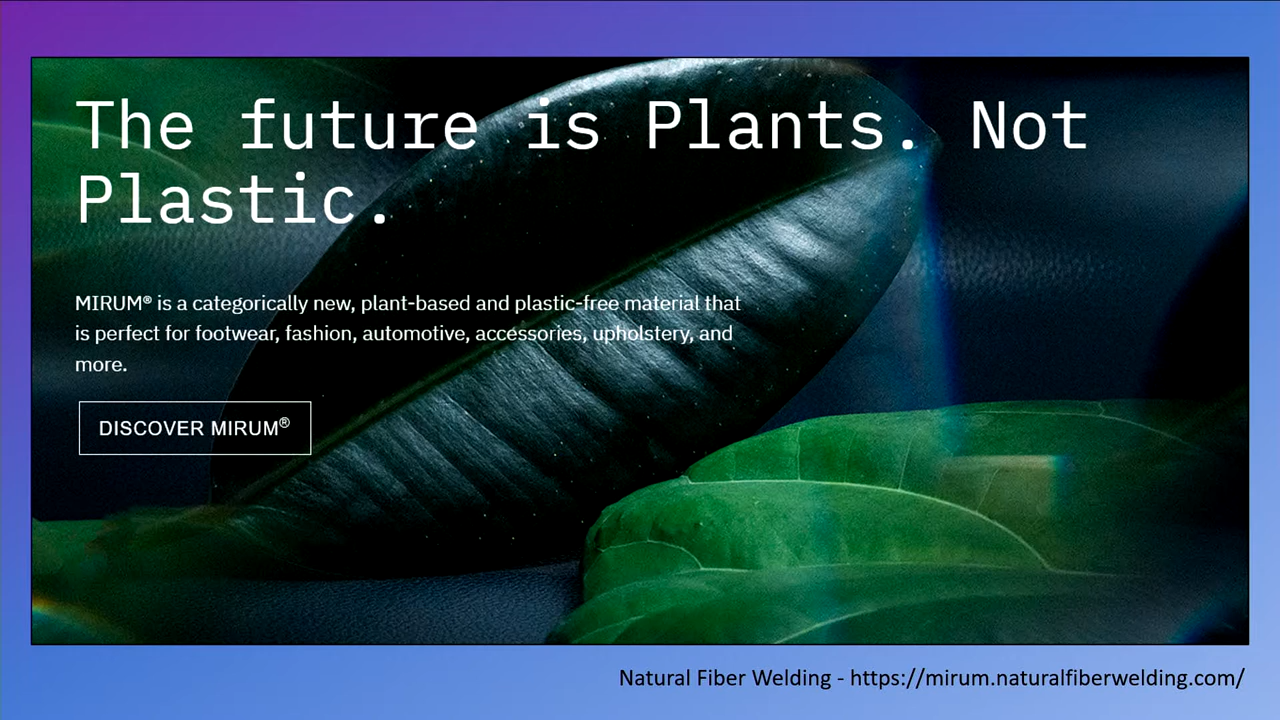 The future is Plants. Not
Plastic.
MIRUM® is a categorically new, plant-based and plastic-free material that
is perfect for footwear, fashion, automotive, accessories, upholstery, and
more.
DISCOVER MIRUM®
Natural Fiber Welding - https://mirum.naturalfiberwelding.com/